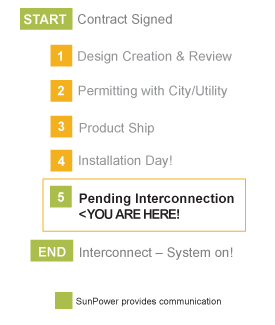 START Contract Signed
1 Design Creation & Review
2 Permitting with City/Utility
3 Product Ship
4 Installation Day!
5 Pending Interconnection
<YOU ARE HERE!
END Interconnect – System on!
SunPower provides communication